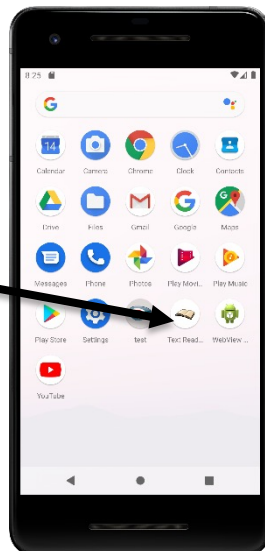 8:25
G
14
Calendar Camera Chrome Clock Contacts
G
Drive Files Gmail Google Maps
Messages Phone Photos Play Movi... Play Music
Play Store Settings test Text Read... WebView ...
YouTube